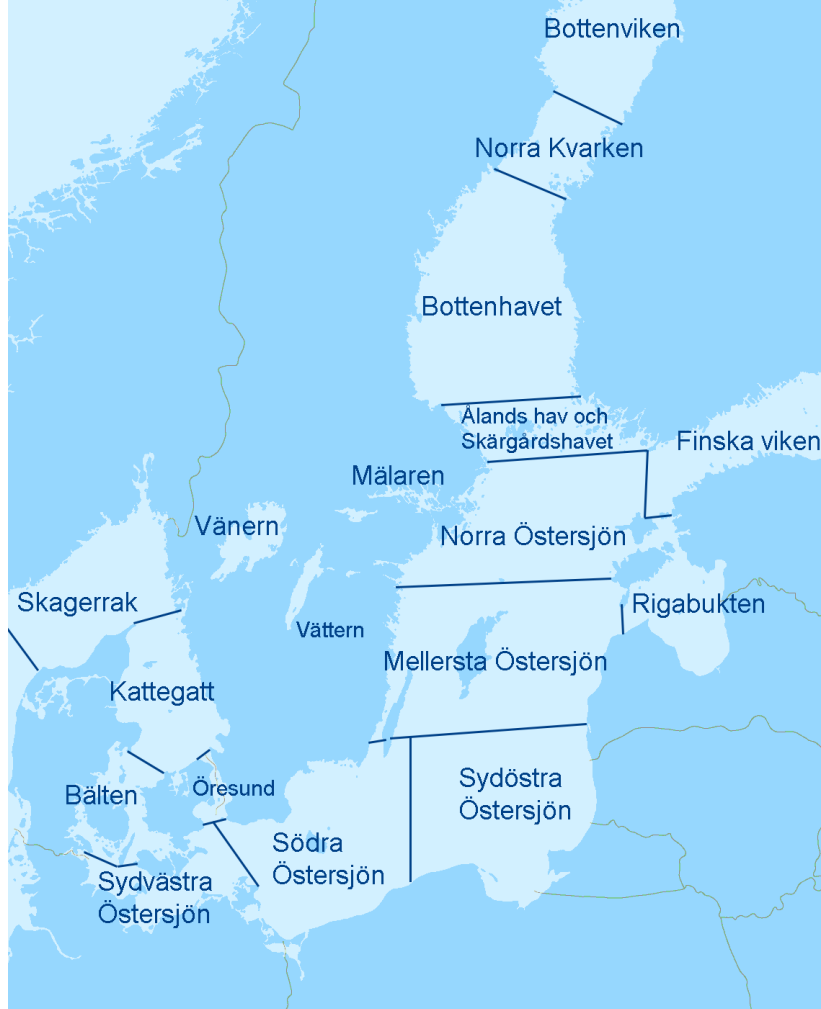 Bottenviken
Norra Kvarken
Bottenhavet
Ålands hav och
Skärgårdshavet
Finska viken
Mälaren
Vänern
Norra Östersjön
Skagerrak
Rigabukten
Vättern
Mellersta Östersjön
Kattegatt
Sydöstra
Östersjön
Öresund
Bälten
Södra
Östersjön
Sydvästra
Östersjön